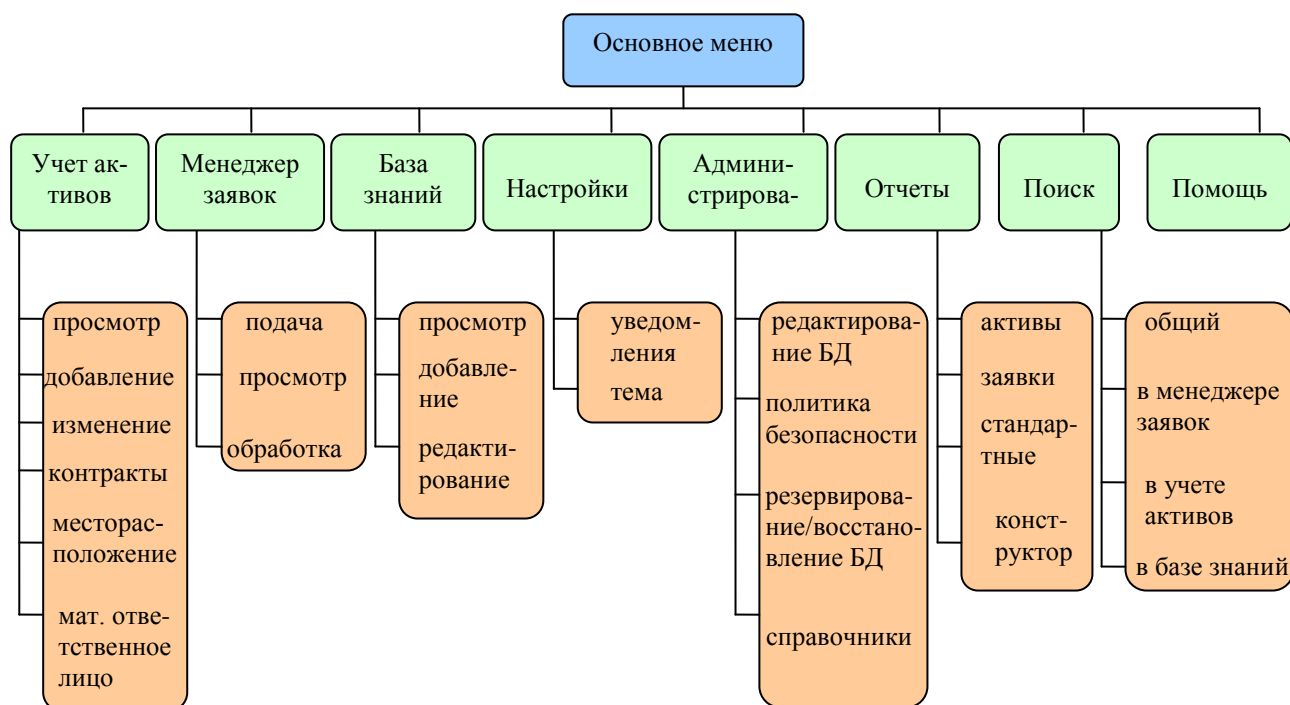 Основное меню
Учет ак-
тивов
Менеджер
заявок
База
знаний
Настройки
Админи-
стрирова-
Отчеты
Поиск
Помощь
просмотр
добавление
изменение
контракты
месторас-
положение
мат. отве-
тственное
лицо
подача
просмотр
обработка
просмотр
добавле-
ние
редакти-
рование
уведом-
ления
тема
редактирова-
ние БД
политика
безопасности
резервирова-
ние/восстано-
вление БД
справочники
активы
заявки
стандар-
тные
конст-
руктор
общий
в менеджере
заявок
в учете
активов
в базе знаний